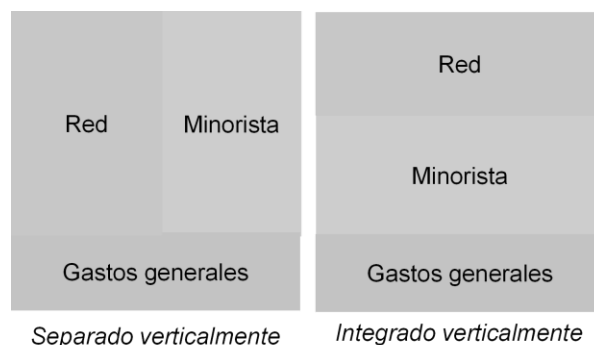 Red
Minorista
Gastos generales
Separado verticalmente
Red
Minorista
Gastos generales
Integrado verticalmente